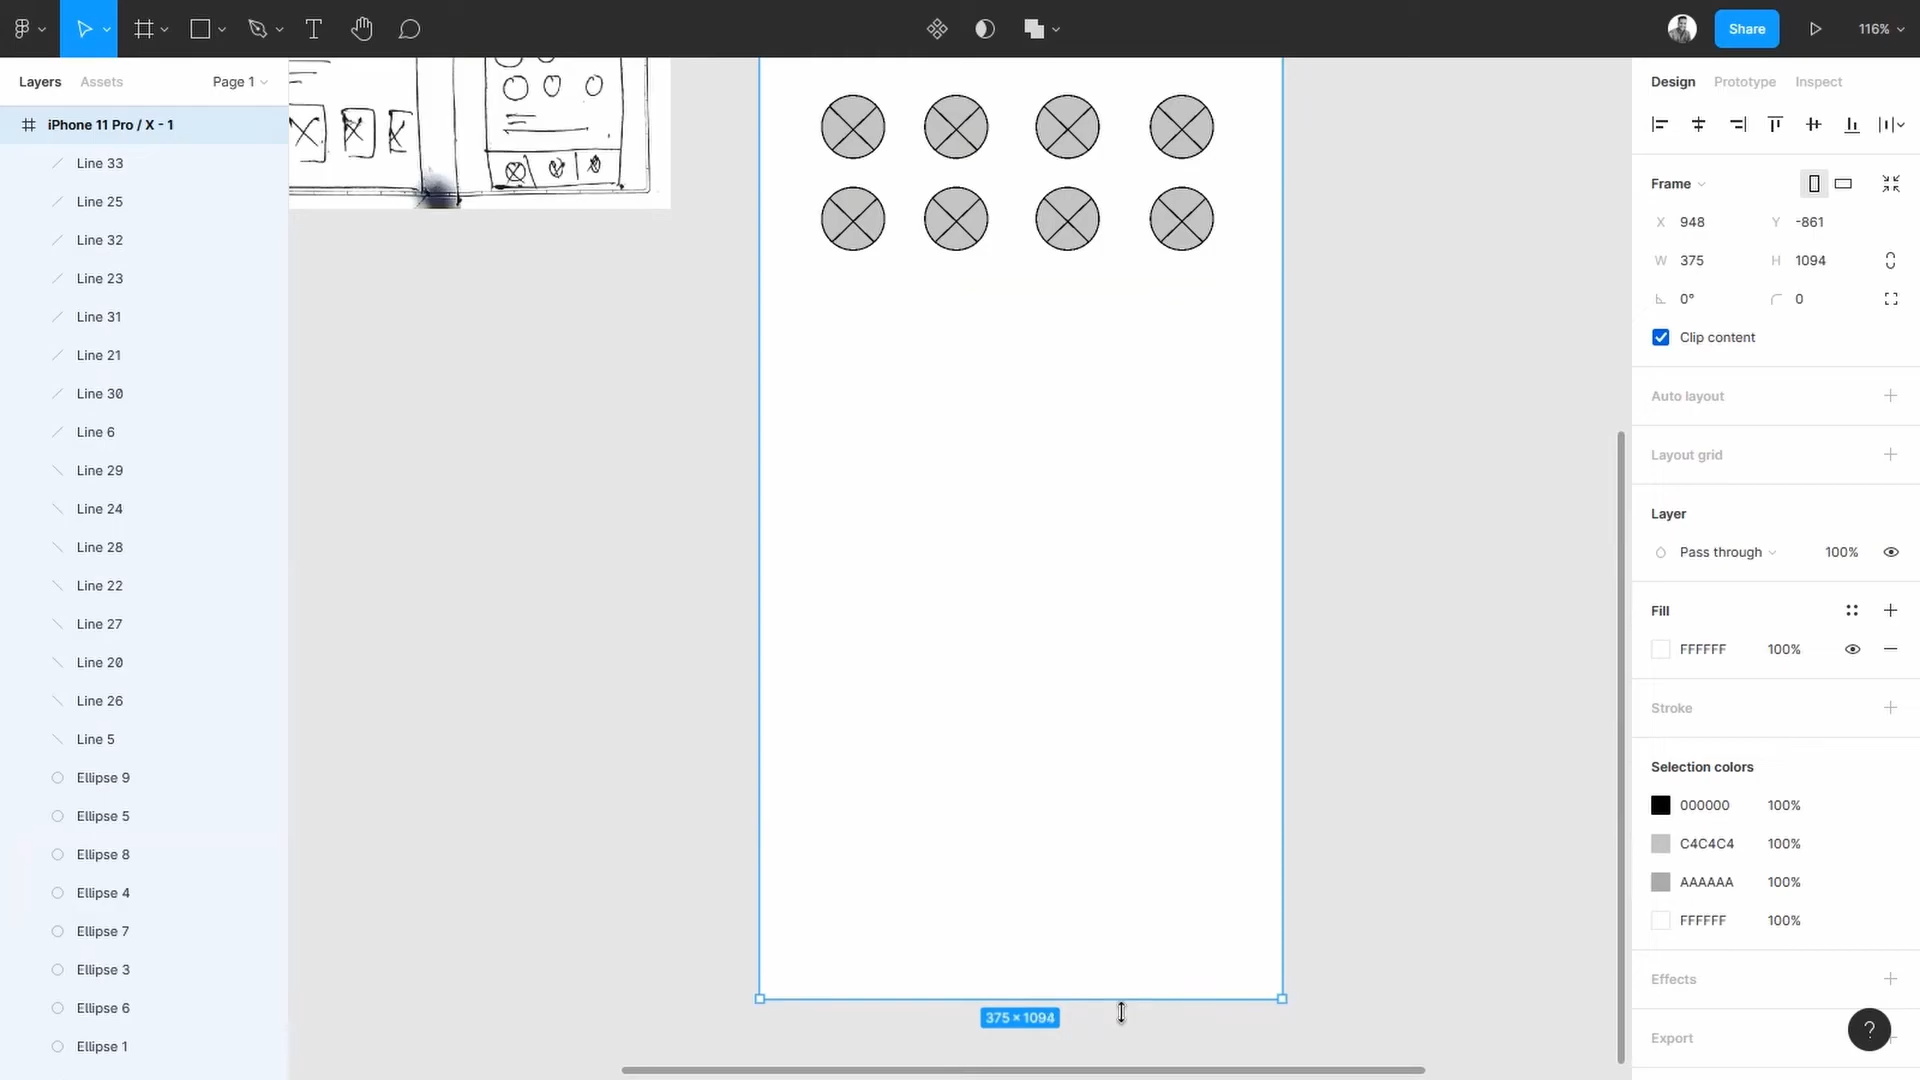 Share
116%
Layers
Assets
Page 1
iPhone 11 Pro / X - 1
Line 33
Line 25
Line 32
Line 23
Line 31
Line 21
Line 30
Line 6
Line 29
Line 24
Line 28
Line 22
Line 27
Line 20
Line 26
Line 5
Ellipse 9
Ellipse 5
Ellipse 8
Ellipse 4
Ellipse 7
Ellipse 3
Ellipse 6
Ellipse 1
375 × 1094
Design
Prototype
Inspect
Frame
X 948 Y -861
W 375 H 1094
0° 0
Clip content
Auto layout
Layout grid
Layer
Pass through 100%
Fill
FFFFFF 100%
Stroke
Selection colors
000000 100%
C4C4C4 100%
AAAAAA 100%
FFFFFF 100%
Effects
Export
?